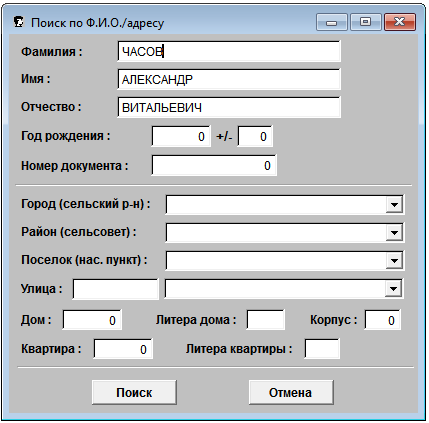 Поиск по Ф.И.О./адресу
Фамилия : ЧАСОВ
Имя : АЛЕКСАНДР
Отчество : ВИТАЛЬЕВИЧ
Год рождения : 0 +/- 0
Номер документа : 0
Город (сельский р-н) :
Район (сельсовет) :
Поселок (нас. пункт) :
Улица :
Дом : 0 Литера дома : Корпус : 0
Квартира : 0 Литера квартиры :
Поиск Отмена